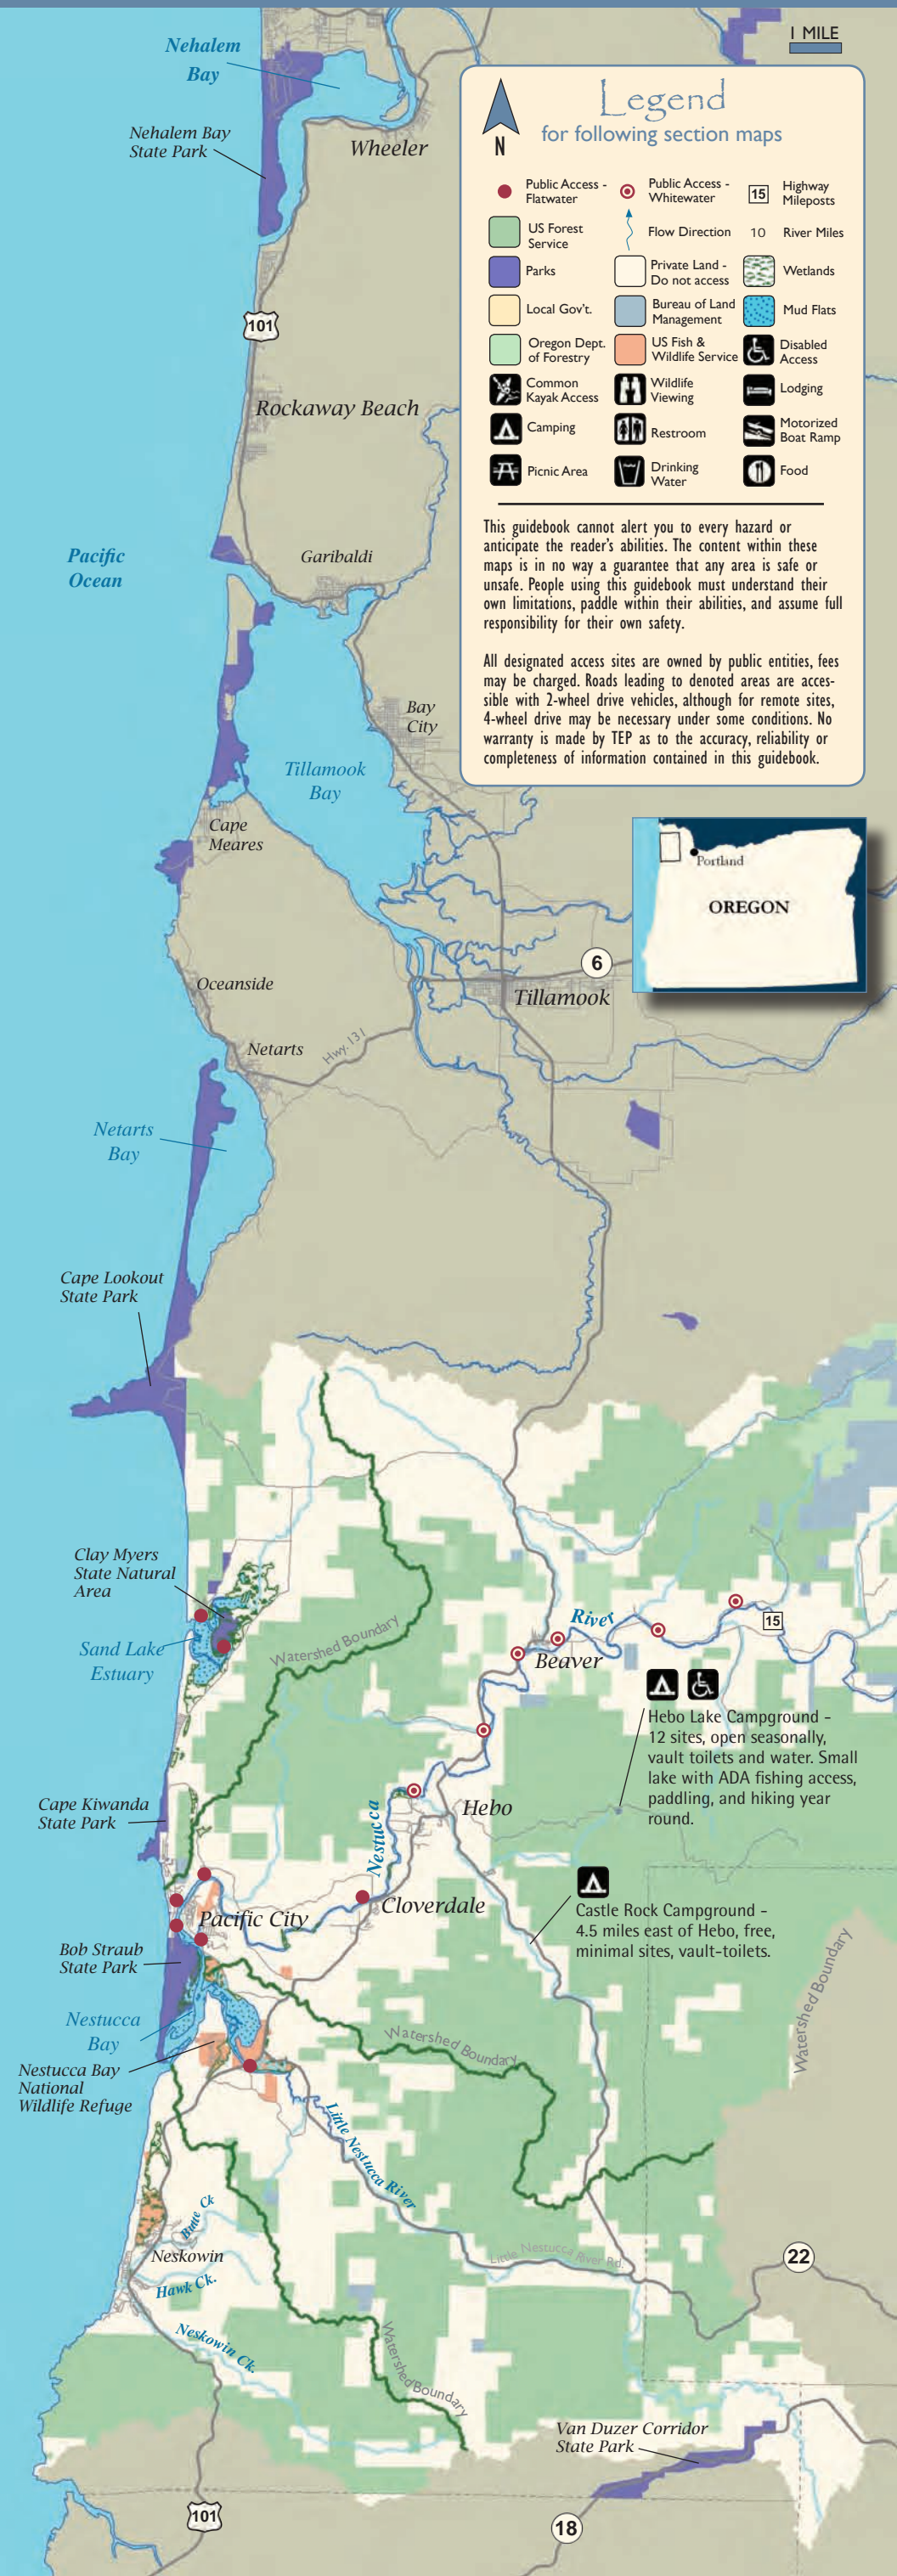 1 MILE
Nehalem
Bay
Nehalem Bay
State Park
Wheeler
Legend
for following section maps
N
Public Access -
Flatwater
Public Access -
Whitewater
15
Highway
Mileposts
US Forest
Service
Flow Direction
10
River Miles
Parks
Private Land -
Do not access
Wetlands
Local Gov't.
Bureau of Land
Management
Mud Flats
Oregon Dept.
of Forestry
US Fish &
Wildlife Service
Disabled
Access
Common
Kayak Access
Wildlife
Viewing
Lodging
Camping
Restroom
Motorized
Boat Ramp
Picnic Area
Drinking
Water
Food
This guidebook cannot alert you to every hazard or
anticipate the reader's abilities. The content within these
maps is in no way a guarantee that any area is safe or
unsafe. People using this guidebook must understand their
own limitations, paddle within their abilities, and assume full
responsibility for their own safety.
All designated access sites are owned by public entities, fees
may be charged. Roads leading to denoted areas are acces-
sible with 2-wheel drive vehicles, although for remote sites,
4-wheel drive may be necessary under some conditions. No
warranty is made by TEP as to the accuracy, reliability or
completeness of information contained in this guidebook.
101
Rockaway Beach
Pacific
Ocean
Garibaldi
Bay
City
Tillamook
Bay
Cape
Meares
Portland
OREGON
6
Tillamook
Oceanside
Netarts
Hwy. 131
Netarts
Bay
Cape Lookout
State Park
Clay Myers
State Natural
Area
Sand Lake
Estuary
Watershed Boundary
River
15
Beaver
Hebo Lake Campground -
12 sites, open seasonally,
vault toilets and water. Small
lake with ADA fishing access,
paddling, and hiking year
round.
Cape Kiwanda
State Park
Nestucca
Hebo
Cloverdale
Castle Rock Campground -
4.5 miles east of Hebo, free,
minimal sites, vault-toilets.
Pacific City
Bob Straub
State Park
Watershed Boundary
Nestucca
Bay
Watershed Boundary
Nestucca Bay
National
Wildlife Refuge
Little Nestucca River
Butte Ck
Neskowin
Little Nestucca River Rd.
22
Hawk Ck.
Neskowin Ck.
Watershed Boundary
Van Duzer Corridor
State Park
101
18